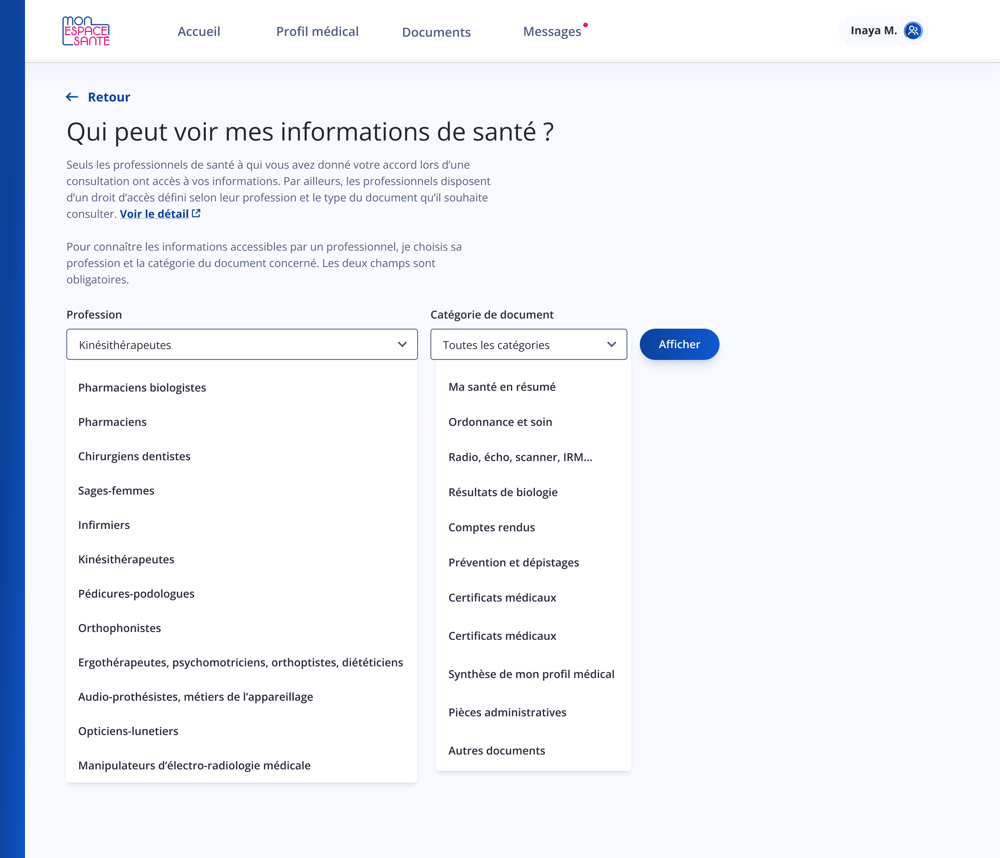 mon
ESPACE
SANTÉ
Accueil
Profil médical
Documents
Messages
Inaya M.
Retour
Qui peut voir mes informations de santé ?
Seuls les professionnels de santé à qui vous avez donné votre accord lors d’une
consultation ont accès à vos informations. Par ailleurs, les professionnels disposent
d’un droit d’accès défini selon leur profession et le type du document qu’il souhaite
consulter. Voir le détail
Pour connaître les informations accessibles par un professionnel, je choisis sa
profession et la catégorie du document concerné. Les deux champs sont
obligatoires.
Profession
Kinésithérapeutes
Pharmaciens biologistes
Pharmaciens
Chirurgiens dentistes
Sages-femmes
Infirmiers
Kinésithérapeutes
Pédicures-podologues
Orthophonistes
Ergothérapeutes, psychomotriciens, orthoptistes, diététiciens
Audio-prothésistes, métiers de l’appareillage
Opticiens-lunetiers
Manipulateurs d’électro-radiologie médicale
Catégorie de document
Toutes les catégories
Ma santé en résumé
Ordonnance et soin
Radio, écho, scanner, IRM...
Résultats de biologie
Comptes rendus
Prévention et dépistages
Certificats médicaux
Certificats médicaux
Synthèse de mon profil médical
Pièces administratives
Autres documents
Afficher